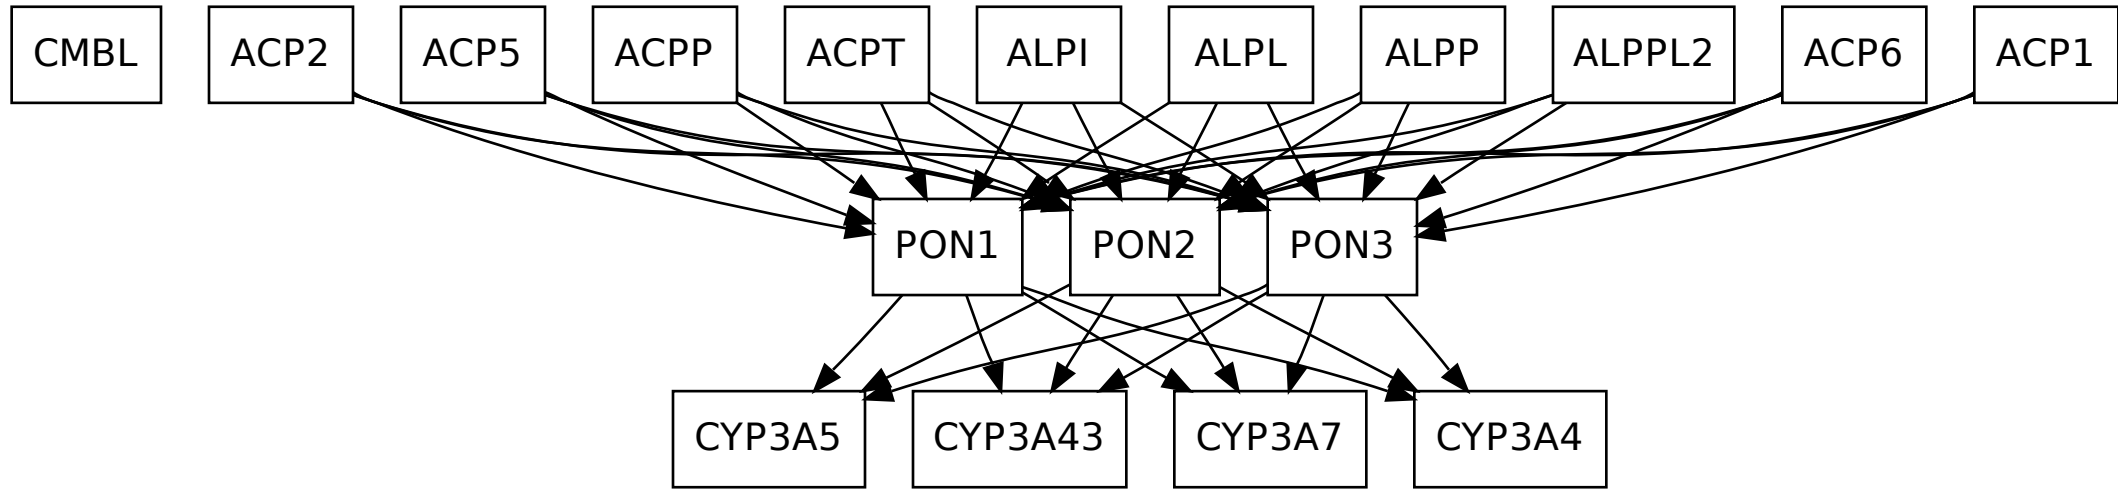 CMBL ACP2 ACP5 ACPP ACPT ALPI ALPL ALPP ALPPL2 ACP6 ACP1
PON1 PON2 PON3
CYP3A5 CYP3A43 CYP3A7 CYP3A4